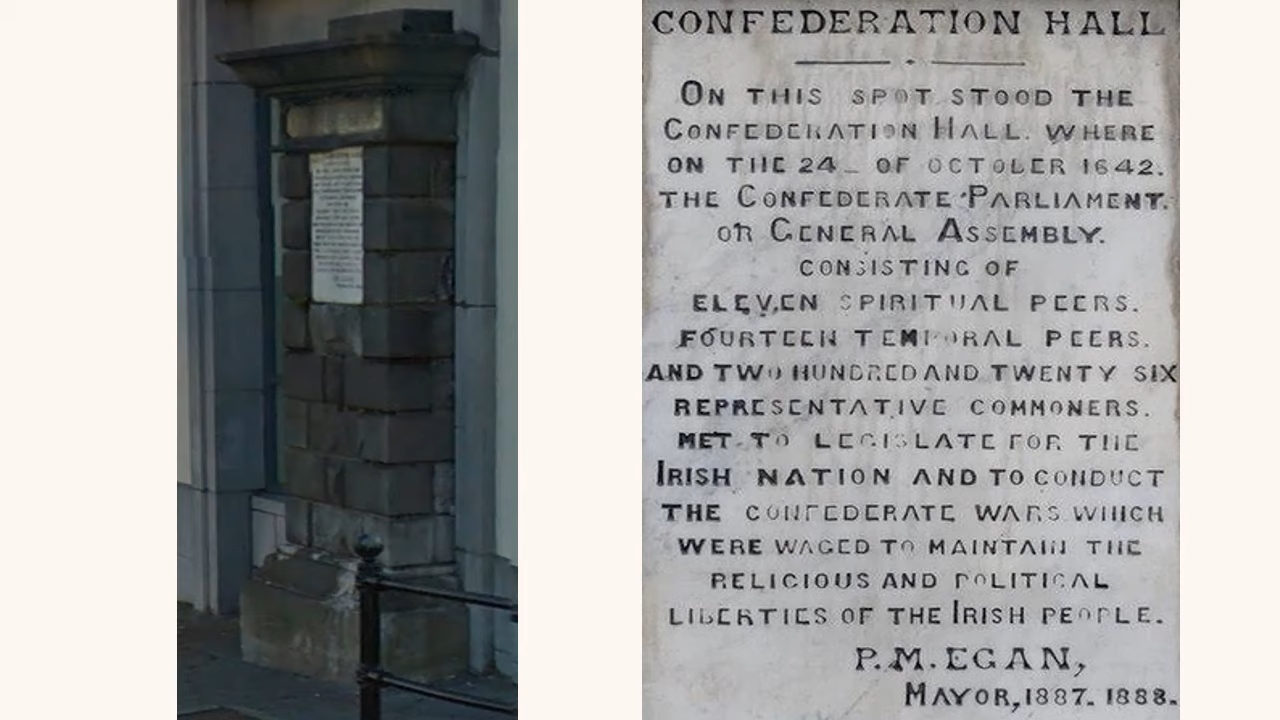 CONFEDERATION HALL
ON THIS SPOT STOOD THE
CONFEDERATION HALL. WHERE
ON THE 24_ OF OCTOBER 1642.
THE CONFEDERATE PARLIAMENT.
OR GENERAL ASSEMBLY.
CONSISTING OF
ELEVEN SPIRITUAL PEERS.
FOURTEEN TEMPORAL PEERS.
AND TWO HUNDRED AND TWENTY SIX
REPRESENTATIVE COMMONERS.
MET TO LEGISLATE FOR THE
IRISH NATION AND TO CONDUCT
THE CONFEDERATE WARS WHICH
WERE WAGED TO MAINTAIN THE
RELIGIOUS AND POLITICAL
LIBERTIES OF THE IRISH PEOPLE.
P. M. EGAN,
MAYOR, 1887. 1888.